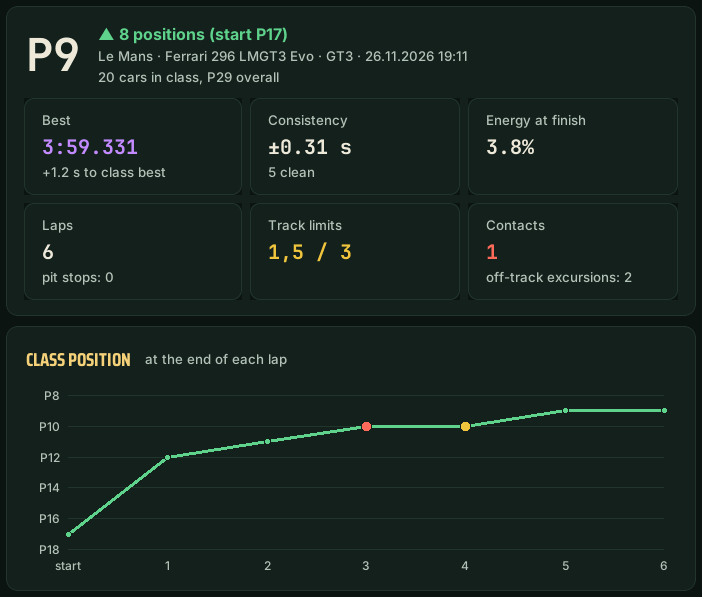 P9
▲ 8 positions (start P17)
Le Mans · Ferrari 296 LMGT3 Evo · GT3 · 26.11.2026 19:11
20 cars in class, P29 overall
Best
3:59.331
+1.2 s to class best
Consistency
±0.31 s
5 clean
Energy at finish
3.8%
Laps
6
pit stops: 0
Track limits
1,5 / 3
Contacts
1
off-track excursions: 2
CLASS POSITION at the end of each lap
P8
P10
P12
P14
P16
P18
start 1 2 3 4 5 6